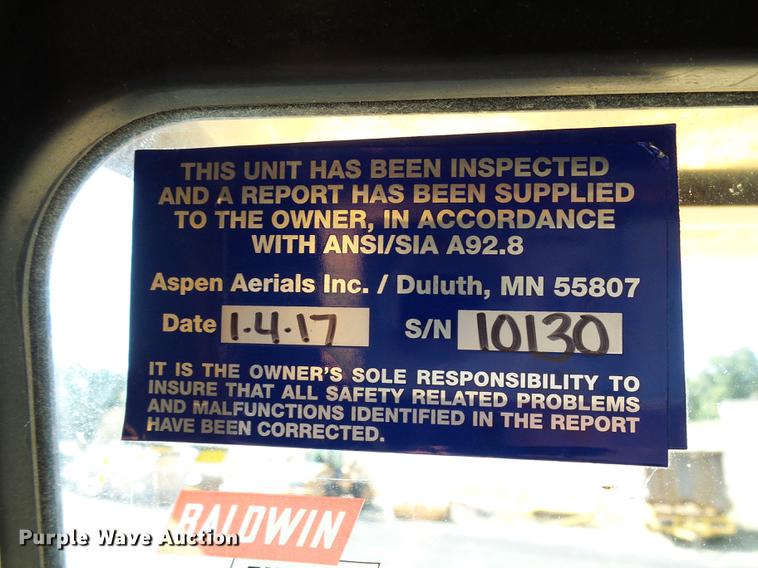 THIS UNIT HAS BEEN INSPECTED
AND A REPORT HAS BEEN SUPPLIED
TO THE OWNER, IN ACCORDANCE
WITH ANSI/SIA A92.8
Aspen Aerials Inc. / Duluth, MN 55807
Date 1-4-17 S/N 10130
IT IS THE OWNER'S SOLE RESPONSIBILITY TO
INSURE THAT ALL SAFETY RELATED PROBLEMS
AND MALFUNCTIONS IDENTIFIED IN THE REPORT
HAVE BEEN CORRECTED.
BALDWIN
Purple Wave Auction